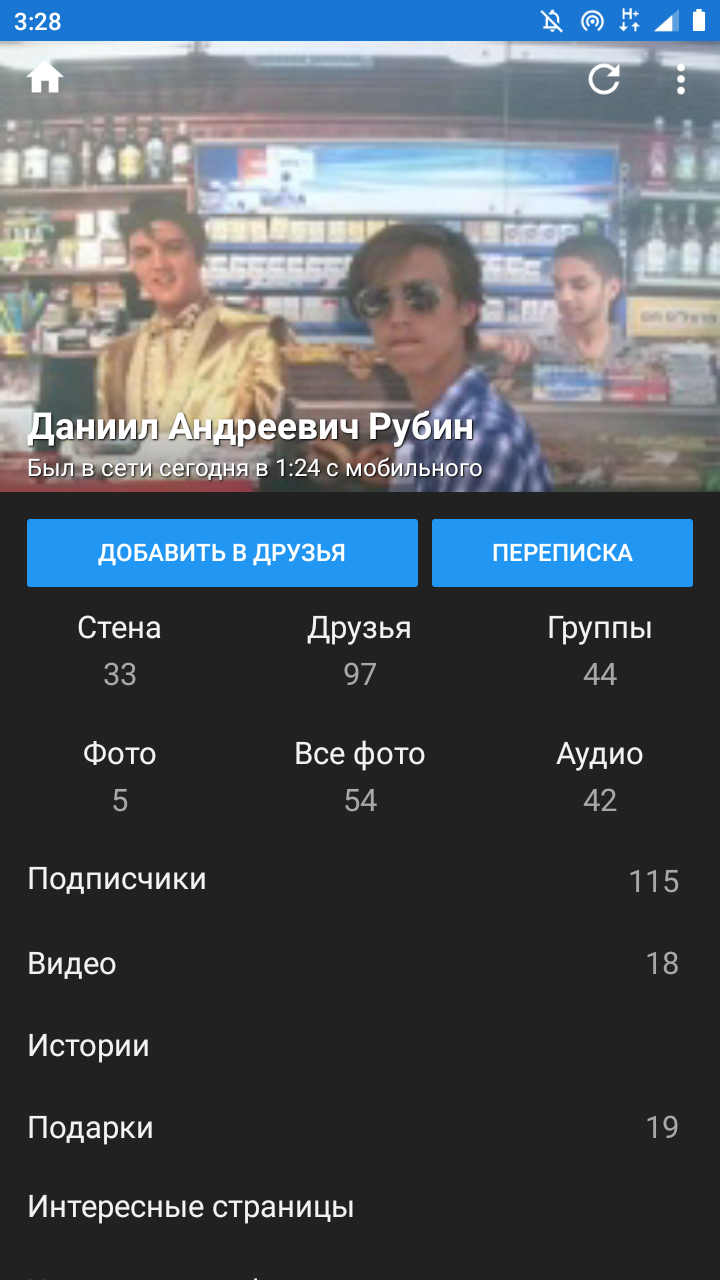 3:28
H+
Даниил Андреевич Рубин
Был в сети сегодня в 1:24 с мобильного
ДОБАВИТЬ В ДРУЗЬЯ ПЕРЕПИСКА
Стена Друзья Группы
33 97 44
Фото Все фото Аудио
5 54 42
Подписчики 115
Видео 18
Истории
Подарки 19
Интересные страницы